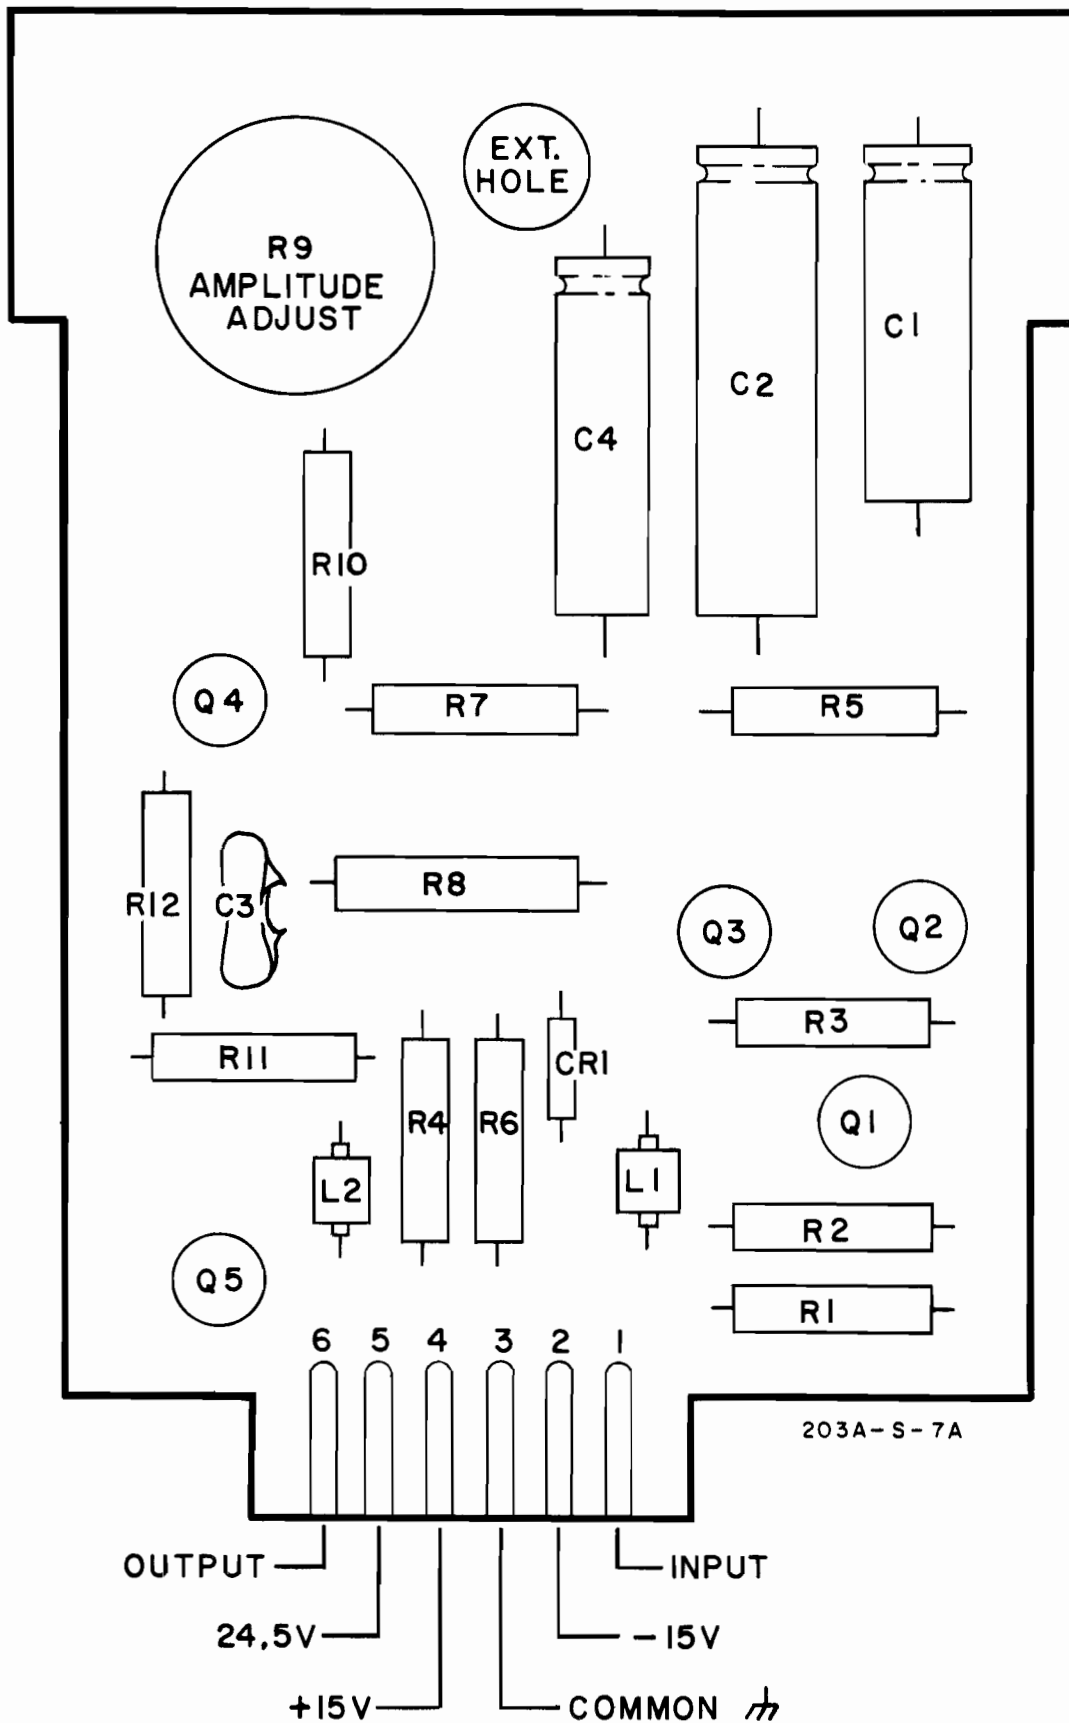 EXT.
HOLE
R9
AMPLITUDE
ADJUST
C1
C2
C4
R10
Q4
R7
R5
R12
C3
R8
Q3
Q2
R3
R11
CR1
R4
R6
Q1
L2
L1
R2
Q5
R1
6 5 4 3 2 1
203A-S-7A
OUTPUT
INPUT
24.5V
-15V
+15V
COMMON